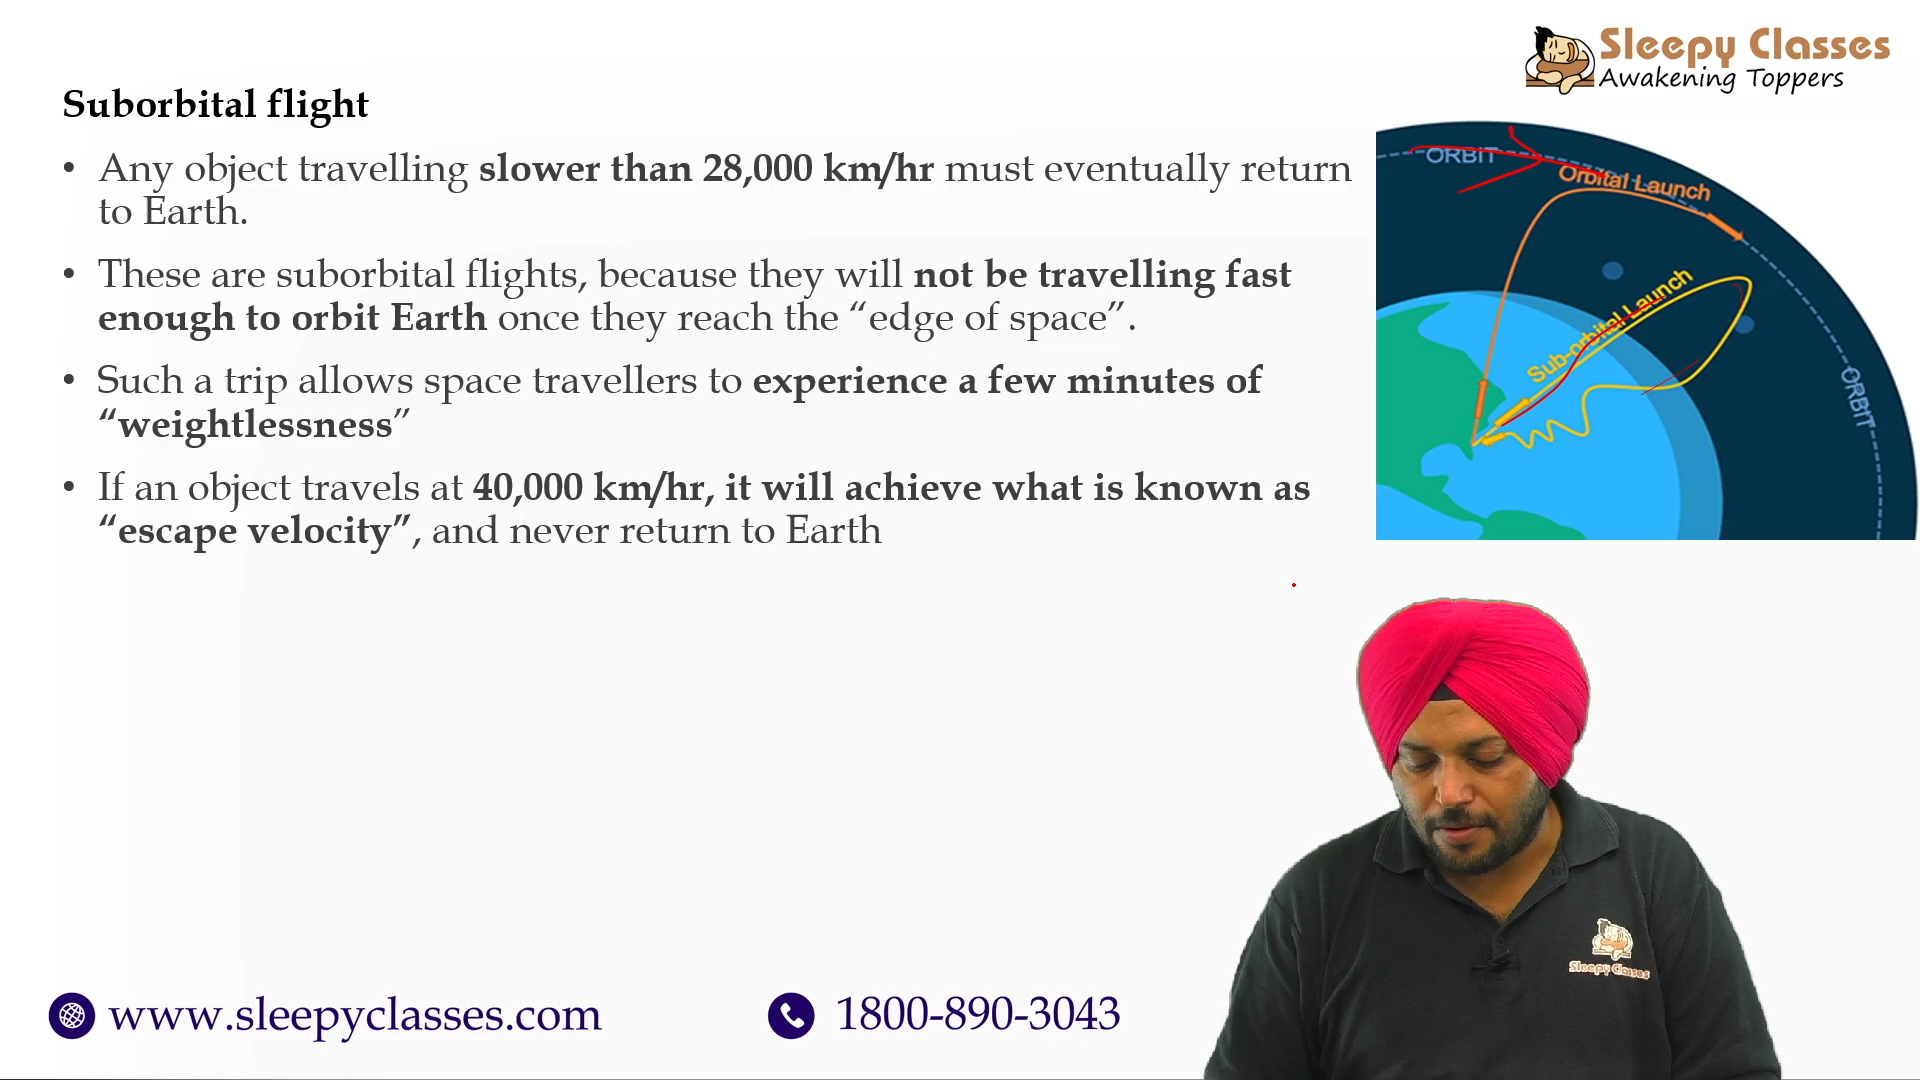 Sleepy Classes
Awakening Toppers
Suborbital flight
• Any object travelling slower than 28,000 km/hr must eventually return
to Earth.
• These are suborbital flights, because they will not be travelling fast
enough to orbit Earth once they reach the “edge of space”.
• Such a trip allows space travellers to experience a few minutes of
“weightlessness”
• If an object travels at 40,000 km/hr, it will achieve what is known as
“escape velocity”, and never return to Earth
ORBIT
Orbital Launch
Sub-orbital Launch
ORBIT
Sleepy Classes
www.sleepyclasses.com
1800-890-3043